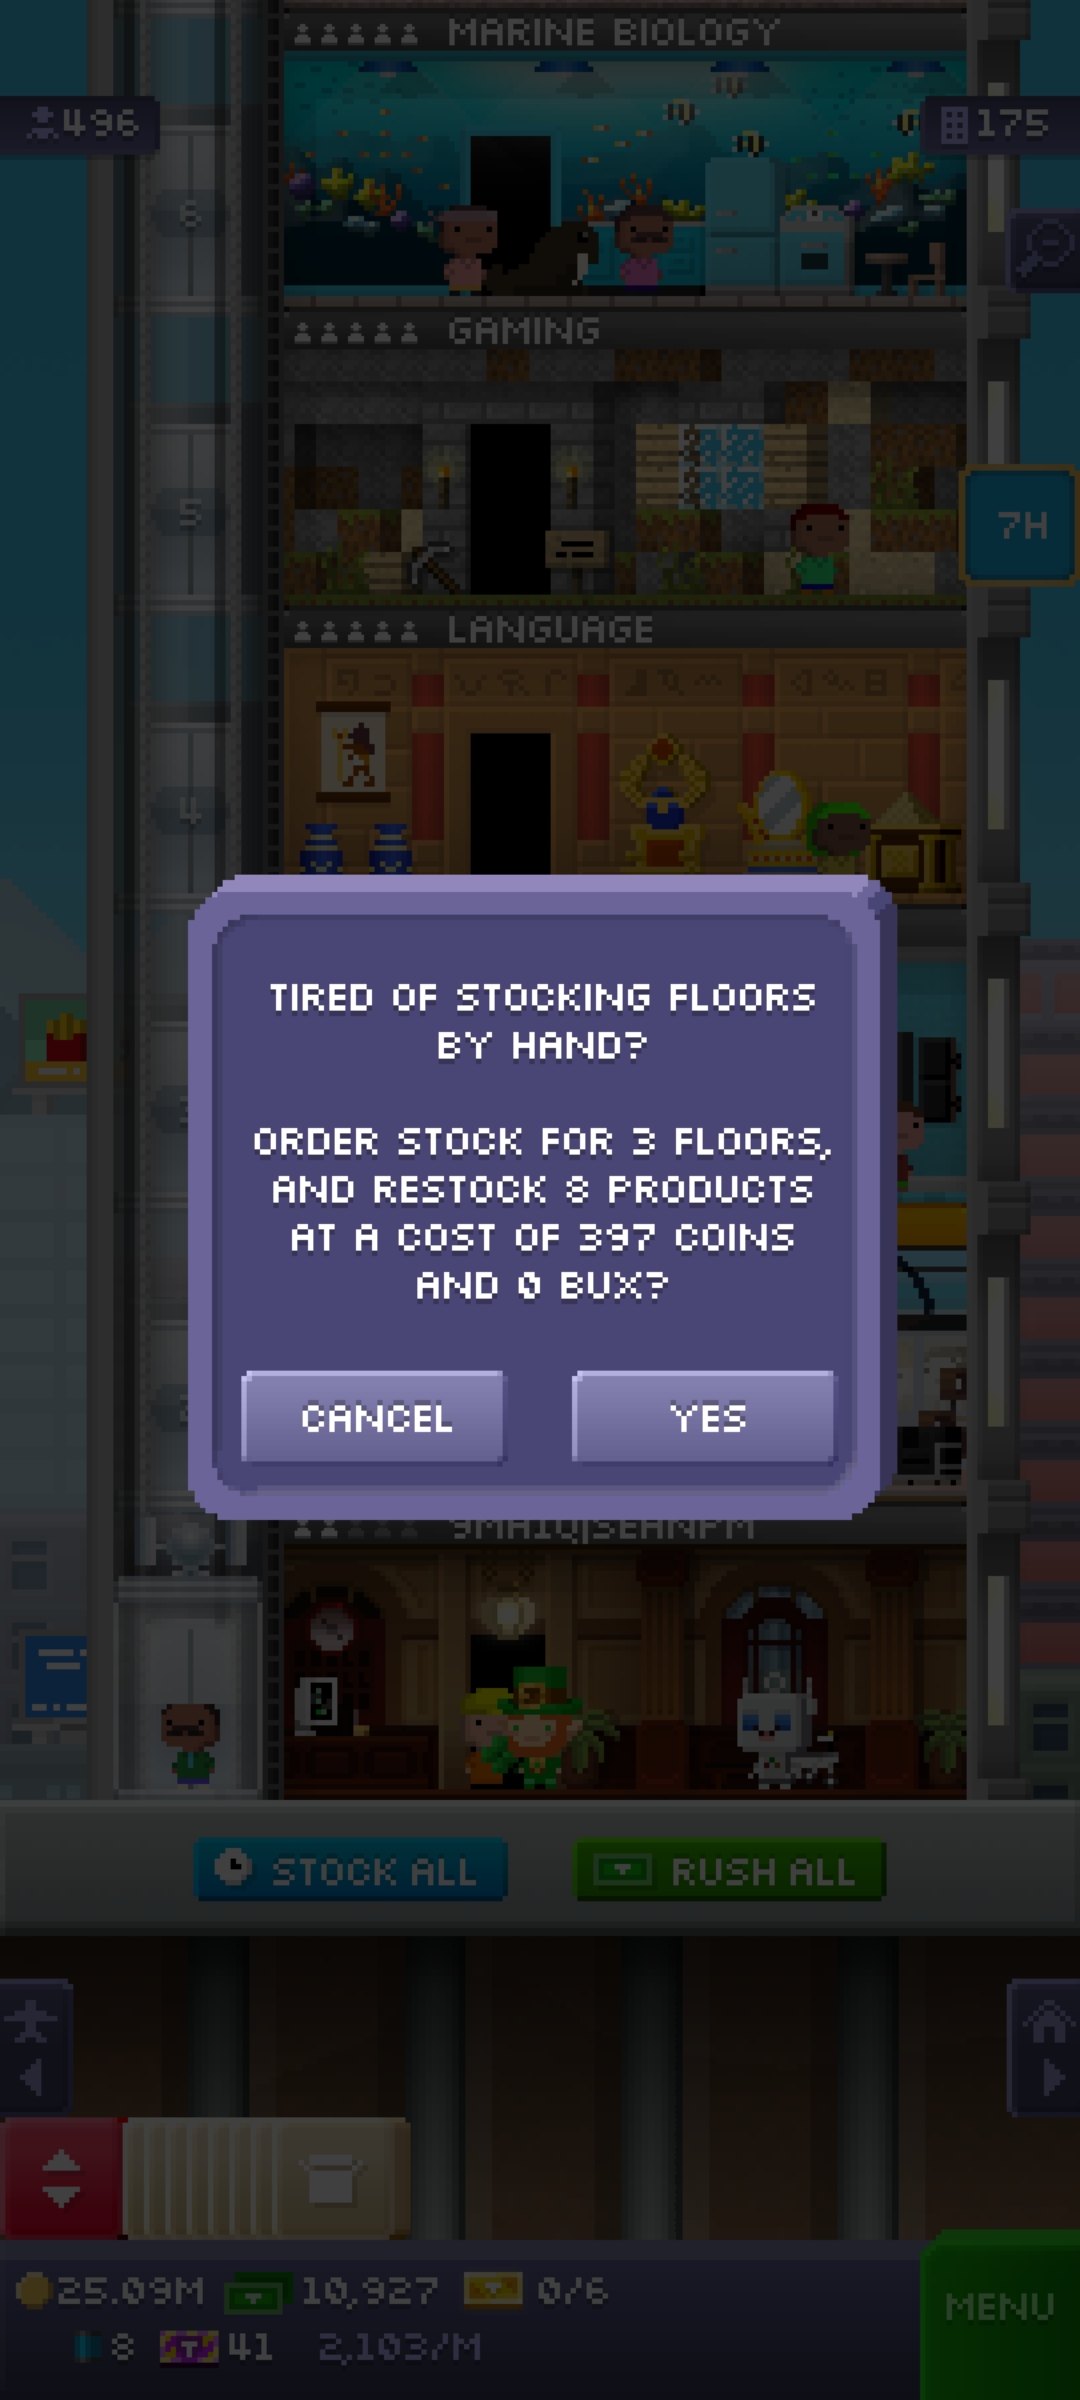 MARINE BIOLOGY
496
175
6
GAMING
5
7H
LANGUAGE
4
TIRED OF STOCKING FLOORS
BY HAND?
ORDER STOCK FOR 3 FLOORS,
AND RESTOCK 8 PRODUCTS
AT A COST OF 397 COINS
AND 0 BUX?
CANCEL
YES
STOCK ALL
RUSH ALL
25.09M
10,927
0/6
8
41
2,103/M
MENU